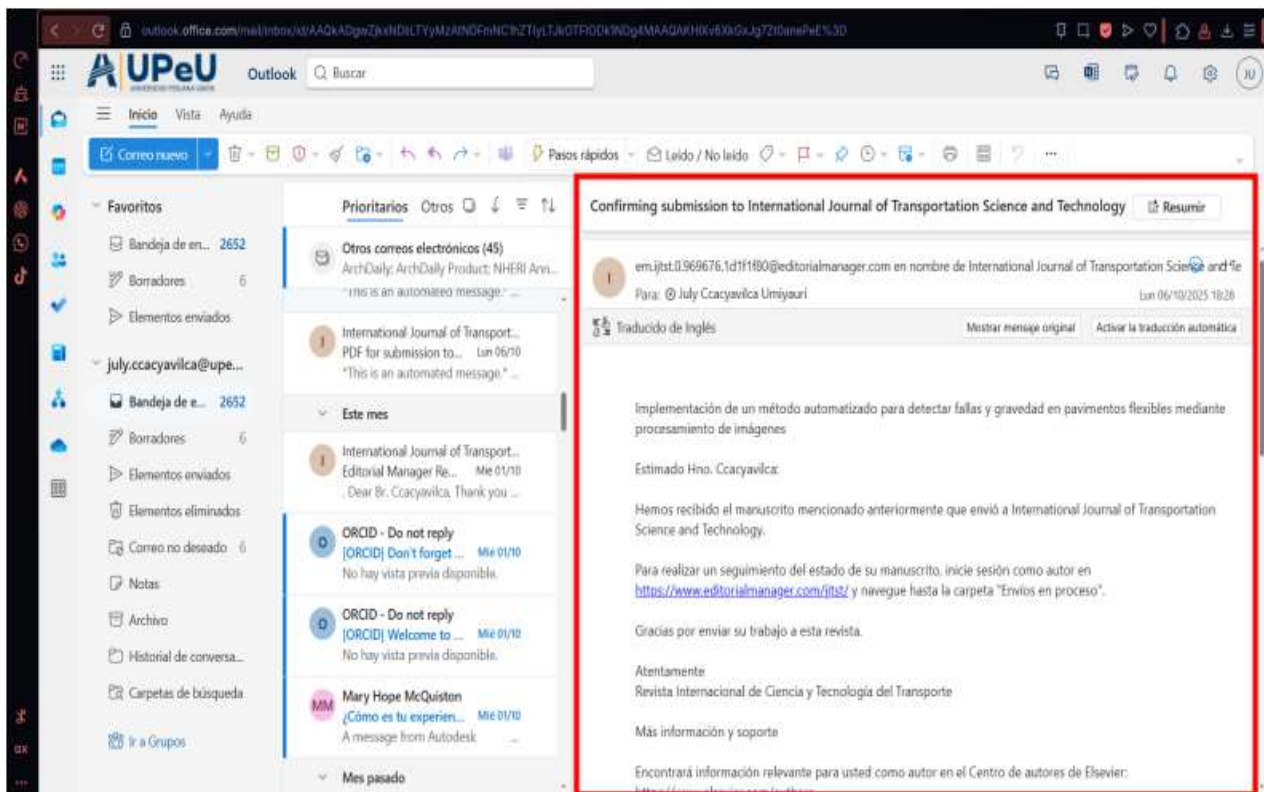 outlook.office.com/mail/inbox/id/
UPeU
UNIVERSIDAD PERUANA UNIÓN
Outlook
Buscar
JU
Inicio Vista Ayuda
Correo nuevo
Pasos rápidos
Leído / No leído
Favoritos
Bandeja de en... 2652
Borradores 6
Elementos enviados
july.ccacyavilca@upe...
Bandeja de e... 2652
Borradores 6
Elementos enviados
Elementos eliminados
Correo no deseado 6
Notas
Archivo
Historial de conversa...
Carpetas de búsqueda
Ir a Grupos
Prioritarios Otros
Otros correos electrónicos (45)
ArchDaily: ArchDaily Product: NHERI Ann...
"This is an automated message." ...
I
International Journal of Transport...
PDF for submission to... Lun 06/10
"This is an automated message." ...
Este mes
I
International Journal of Transport...
Editorial Manager Re... Mié 01/10
, Dear Br. Ccacyavilca, Thank you ...
O
ORCID - Do not reply
[ORCID] Don't forget ... Mié 01/10
No hay vista previa disponible.
O
ORCID - Do not reply
[ORCID] Welcome to ... Mié 01/10
No hay vista previa disponible.
MM
Mary Hope McQuiston
¿Cómo es tu experien... Mié 01/10
A message from Autodesk ...
Mes pasado
Confirming submission to International Journal of Transportation Science and Technology
Resumir
I
em.ijtst.0.969676.1d1f1f80@editorialmanager.com en nombre de International Journal of Transportation Science and Te
Para: July Ccacyavilca Umiyauri
Lun 06/10/2025 18:28
Traducido de Inglés
Mostrar mensaje original
Activar la traducción automática
Implementación de un método automatizado para detectar fallas y gravedad en pavimentos flexibles mediante
procesamiento de imágenes
Estimado Hno. Ccacyavilca:
Hemos recibido el manuscrito mencionado anteriormente que envió a International Journal of Transportation
Science and Technology.
Para realizar un seguimiento del estado de su manuscrito, inicie sesión como autor en
https://www.editorialmanager.com/ijtst/ y navegue hasta la carpeta "Envíos en proceso".
Gracias por enviar su trabajo a esta revista.
Atentamente
Revista Internacional de Ciencia y Tecnología del Transporte
Más información y soporte
Encontrará información relevante para usted como autor en el Centro de autores de Elsevier: